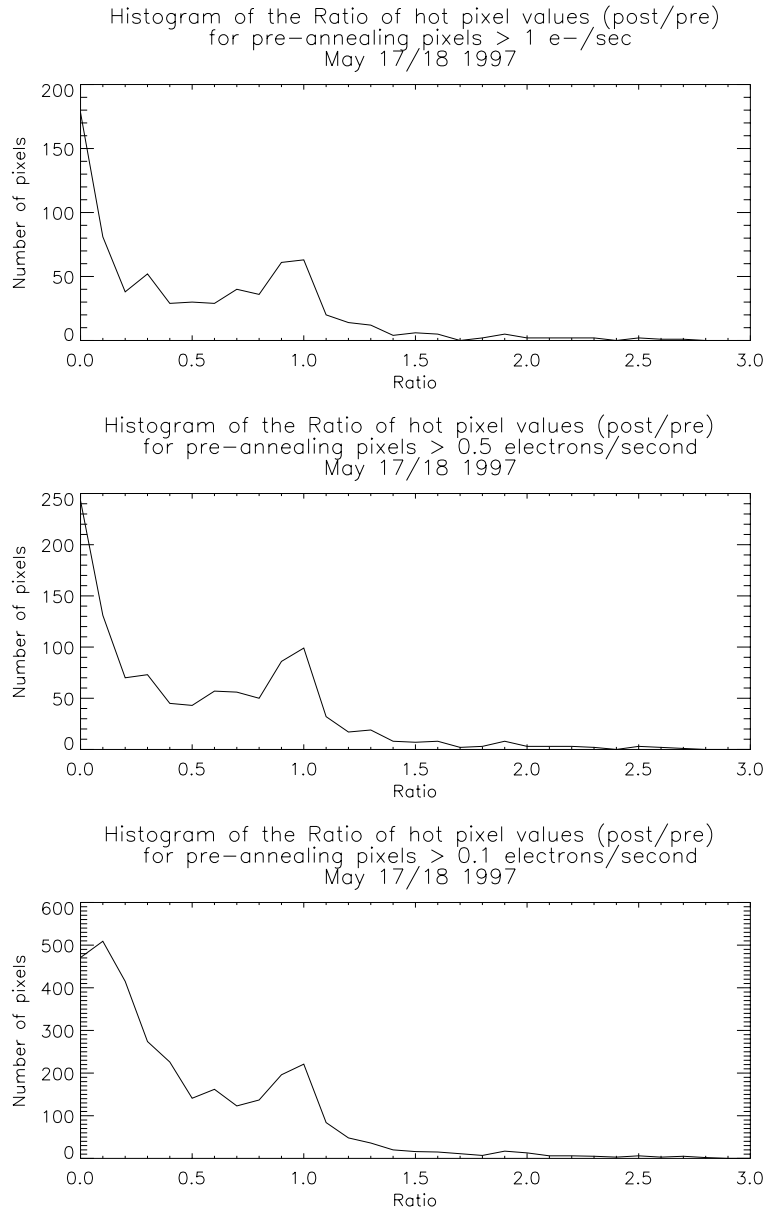 Histogram of the Ratio of hot pixel values (post/pre)
for pre-annealing pixels > 1 e-/sec
May 17/18 1997
200
150
100
50
0
Number of pixels
0.0 0.5 1.0 1.5 2.0 2.5 3.0
Ratio
Histogram of the Ratio of hot pixel values (post/pre)
for pre-annealing pixels > 0.5 electrons/second
May 17/18 1997
250
200
150
100
50
0
Number of pixels
0.0 0.5 1.0 1.5 2.0 2.5 3.0
Ratio
Histogram of the Ratio of hot pixel values (post/pre)
for pre-annealing pixels > 0.1 electrons/second
May 17/18 1997
600
500
400
300
200
100
0
Number of pixels
0.0 0.5 1.0 1.5 2.0 2.5 3.0
Ratio